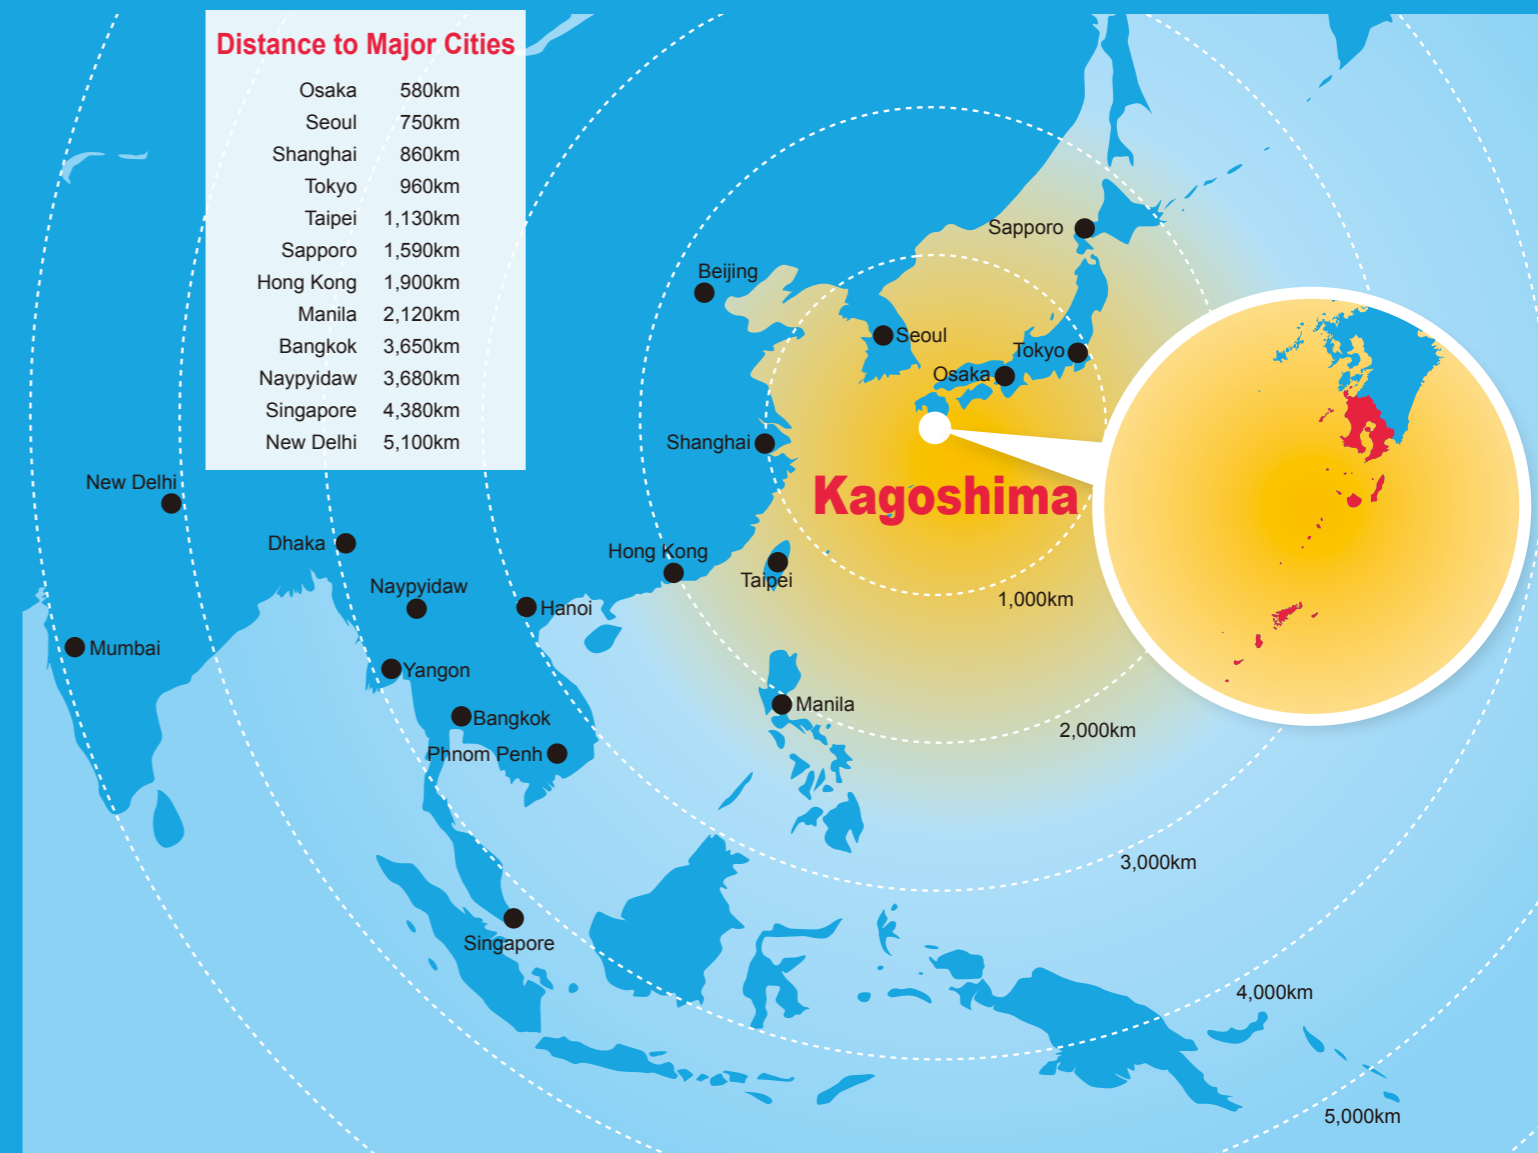 Distance to Major Cities
Osaka 580km
Seoul 750km
Shanghai 860km
Tokyo 960km
Taipei 1,130km
Sapporo 1,590km
Hong Kong 1,900km
Manila 2,120km
Bangkok 3,650km
Naypyidaw 3,680km
Singapore 4,380km
New Delhi 5,100km
Sapporo
Beijing
Seoul
Tokyo
Osaka
Shanghai
New Delhi
Kagoshima
Dhaka
Hong Kong
Taipei
Naypyidaw
Hanoi
1,000km
Mumbai
Yangon
Manila
Bangkok
2,000km
Phnom Penh
3,000km
Singapore
4,000km
5,000km